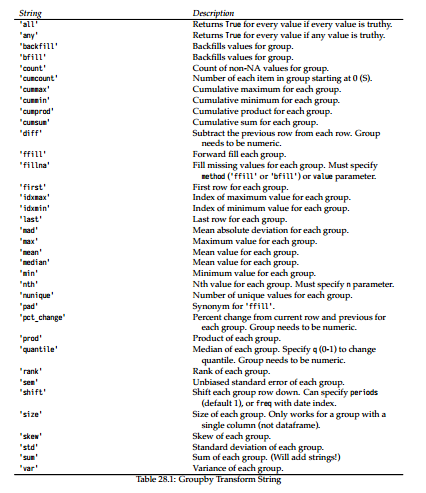 String Description
'all' Returns True for every value if every value is truthy.
'any' Returns True for every value if any value is truthy.
'backfill' Backfills values for group.
'bfill' Backfills values for group.
'count' Count of non-NA values for group.
'cumcount' Number of each item in group starting at 0 (S).
'cummax' Cumulative maximum for each group.
'cummin' Cumulative minimum for each group.
'cumprod' Cumulative product for each group.
'cumsum' Cumulative sum for each group.
'diff' Subtract the previous row from each row. Group
needs to be numeric.
'ffill' Forward fill each group.
'fillna' Fill missing values for each group. Must specify
method ('ffill' or 'bfill') or value parameter.
'first' First row for each group.
'idxmax' Index of maximum value for each group.
'idxmin' Index of minimum value for each group.
'last' Last row for each group.
'mad' Mean absolute deviation for each group.
'max' Maximum value for each group.
'mean' Mean value for each group.
'median' Mean value for each group.
'min' Minimum value for each group.
'nth' Nth value for each group. Must specify n parameter.
'nunique' Number of unique values for each group.
'pad' Synonym for 'ffill'.
'pct_change' Percent change from current row and previous for
each group. Group needs to be numeric.
'prod' Product of each group.
'quantile' Median of each group. Specify q (0-1) to change
quantile. Group needs to be numeric.
'rank' Rank of each group.
'sem' Unbiased standard error of each group.
'shift' Shift each group row down. Can specify periods
(default 1), or freq with date index.
'size' Size of each group. Only works for a group with a
single column (not dataframe).
'skew' Skew of each group.
'std' Standard deviation of each group.
'sum' Sum of each group. (Will add strings!)
'var' Variance of each group.
Table 28.1: Groupby Transform String